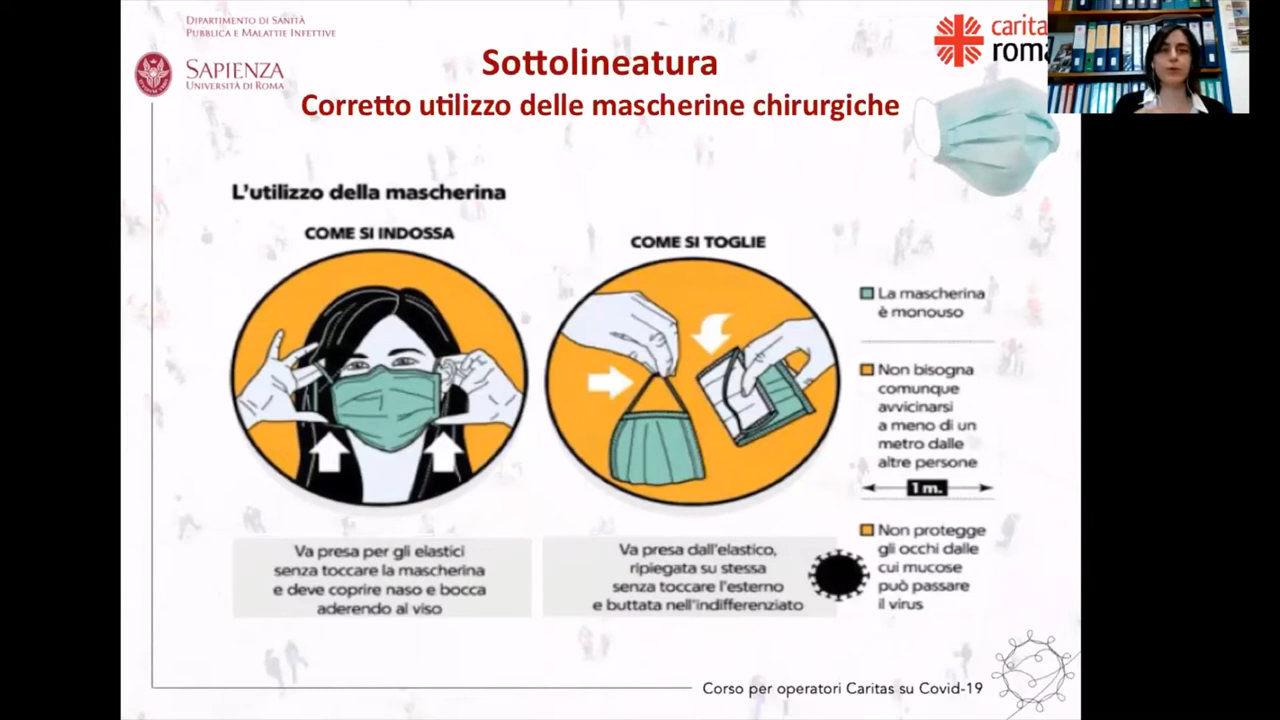 Dipartimento di Sanità
Pubblica e Malattie Infettive
Sapienza
Università di Roma
Sottolineatura
Corretto utilizzo delle mascherine chirurgiche
carita
roma
L'utilizzo della mascherina
COME SI INDOSSA
COME SI TOGLIE
La mascherina
è monouso
Non bisogna
comunque
avvicinarsi
a meno di un
metro dalle
altre persone
1 m.
Non protegge
gli occhi dalle
cui mucose
può passare
il virus
Va presa per gli elastici
senza toccare la mascherina
e deve coprire naso e bocca
aderendo al viso
Va presa dall'elastico,
ripiegata su stessa
senza toccare l'esterno
e buttata nell'indifferenziato
Corso per operatori Caritas su Covid-19